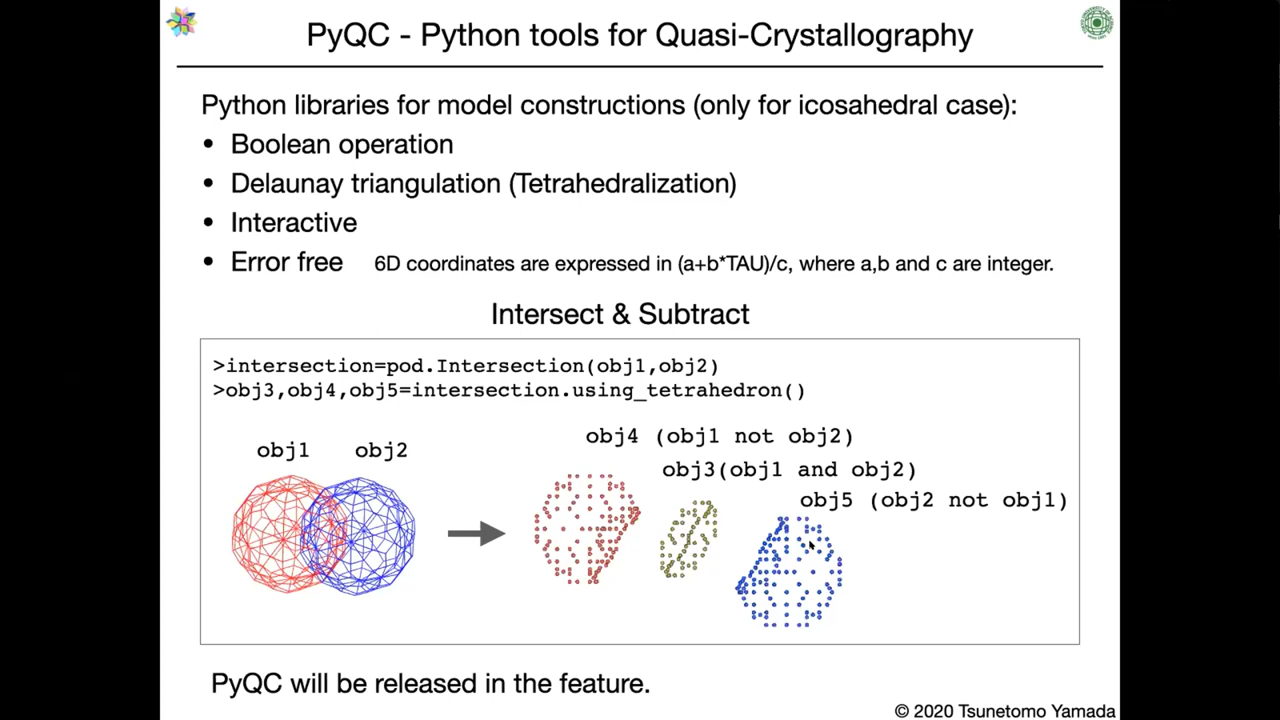 PyQC - Python tools for Quasi-Crystallography
Python libraries for model constructions (only for icosahedral case):
• Boolean operation
• Delaunay triangulation (Tetrahedralization)
• Interactive
• Error free 6D coordinates are expressed in (a+b*TAU)/c, where a,b and c are integer.
Intersect & Subtract
>intersection=pod.Intersection(obj1,obj2)
>obj3,obj4,obj5=intersection.using_tetrahedron()
obj1 obj2
obj4 (obj1 not obj2)
obj3(obj1 and obj2)
obj5 (obj2 not obj1)
PyQC will be released in the feature.
© 2020 Tsunetomo Yamada